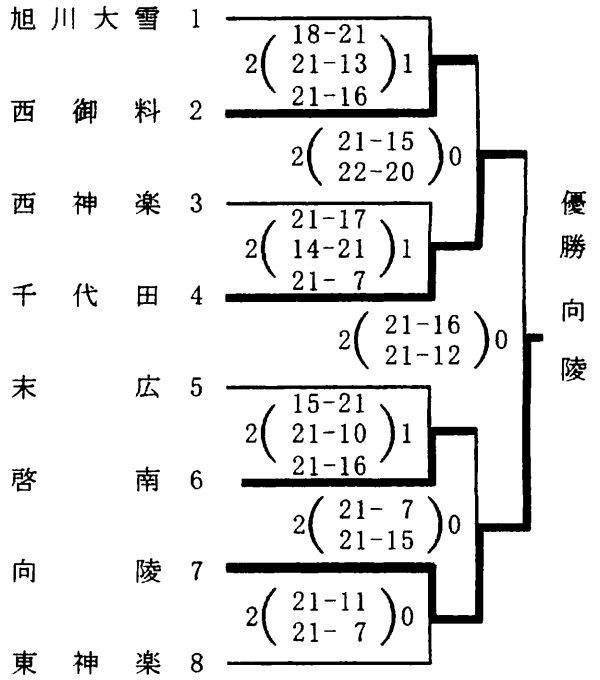 旭川大雪 1
2(18-21
21-13
21-16)1
西御料 2
2(21-15
22-20)0
西神楽 3
2(21-17
14-21
21- 7)1
千代田 4
2(21-16
21-12)0
優勝 向陵
末広 5
2(15-21
21-10
21-16)1
啓南 6
2(21- 7
21-15)0
向陵 7
2(21-11
21- 7)0
東神楽 8